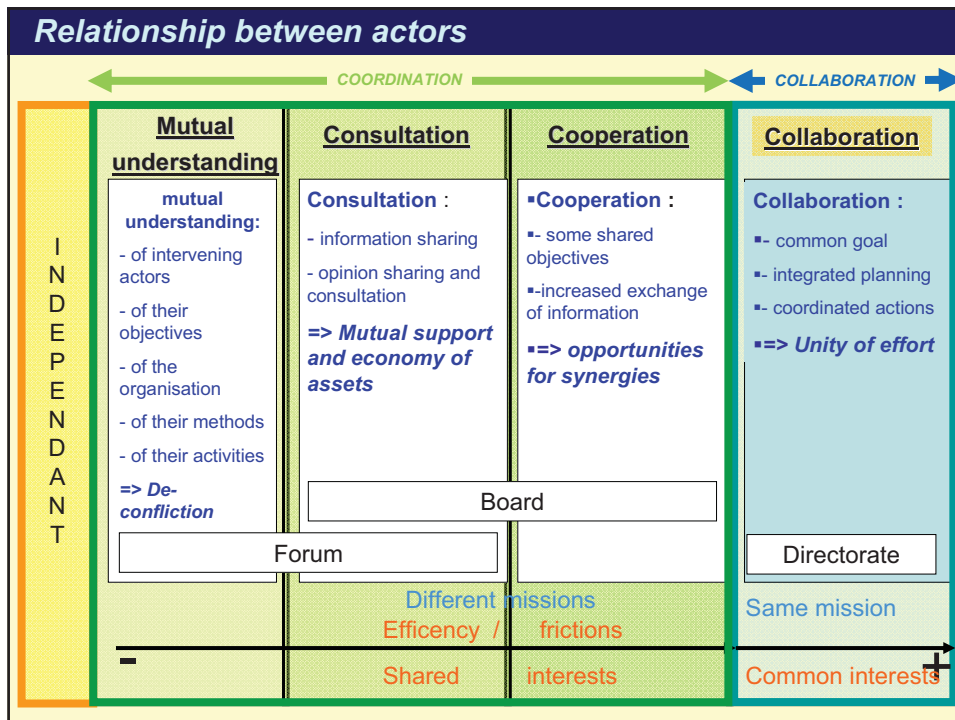 Relationship between actors
COORDINATION
COLLABORATION
I
N
D
E
P
E
N
D
A
N
T
Mutual
understanding
mutual
understanding:
- of intervening
actors
- of their
objectives
- of the
organisation
- of their methods
- of their activities
=> De-
confliction
Consultation
Consultation :
- information sharing
- opinion sharing and
consultation
=> Mutual support
and economy of
assets
Cooperation
▪Cooperation :
▪- some shared
objectives
▪-increased exchange
of information
▪=> opportunities
for synergies
Collaboration
Collaboration :
▪- common goal
▪- integrated planning
▪- coordinated actions
▪=> Unity of effort
Board
Forum
Directorate
Different missions
Same mission
Efficency / frictions
- +
Shared interests
Common interests